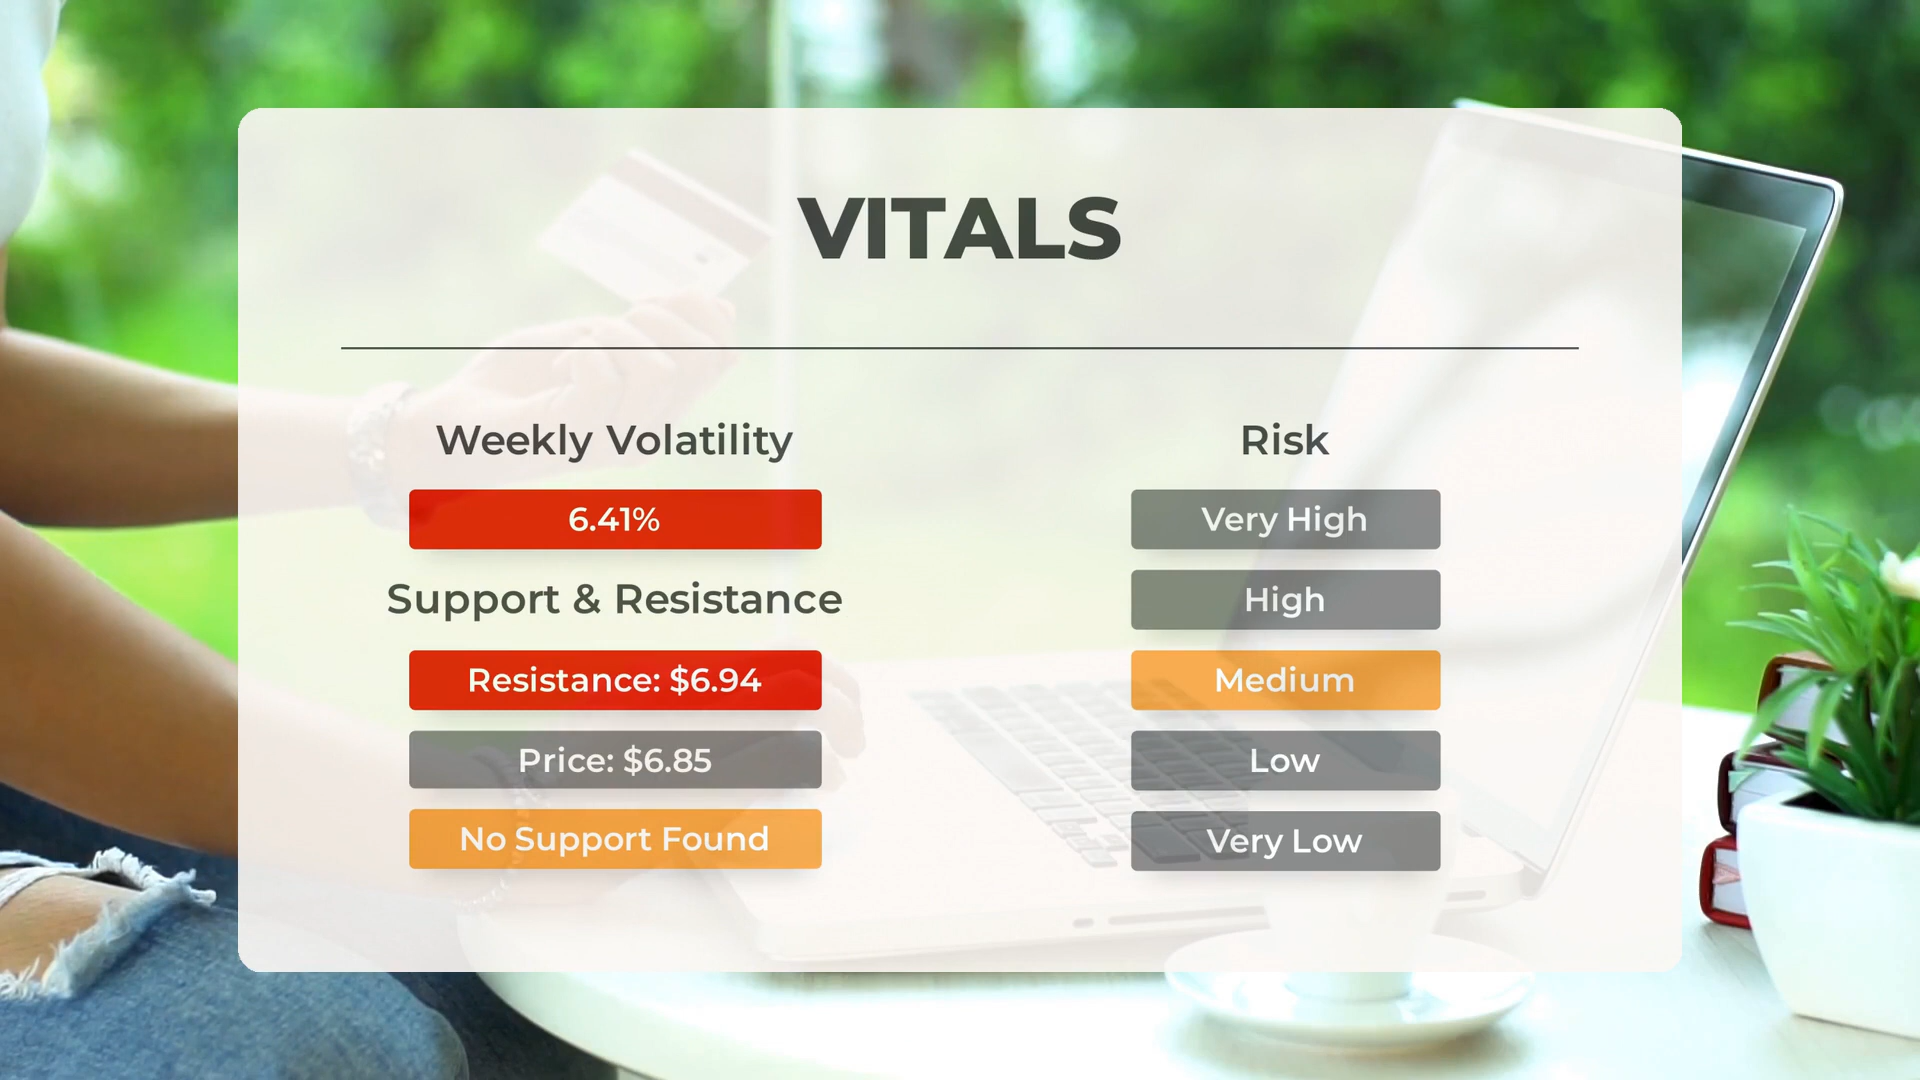 VITALS
Weekly Volatility
6.41%
Support & Resistance
Resistance: $6.94
Price: $6.85
No Support Found
Risk
Very High
High
Medium
Low
Very Low